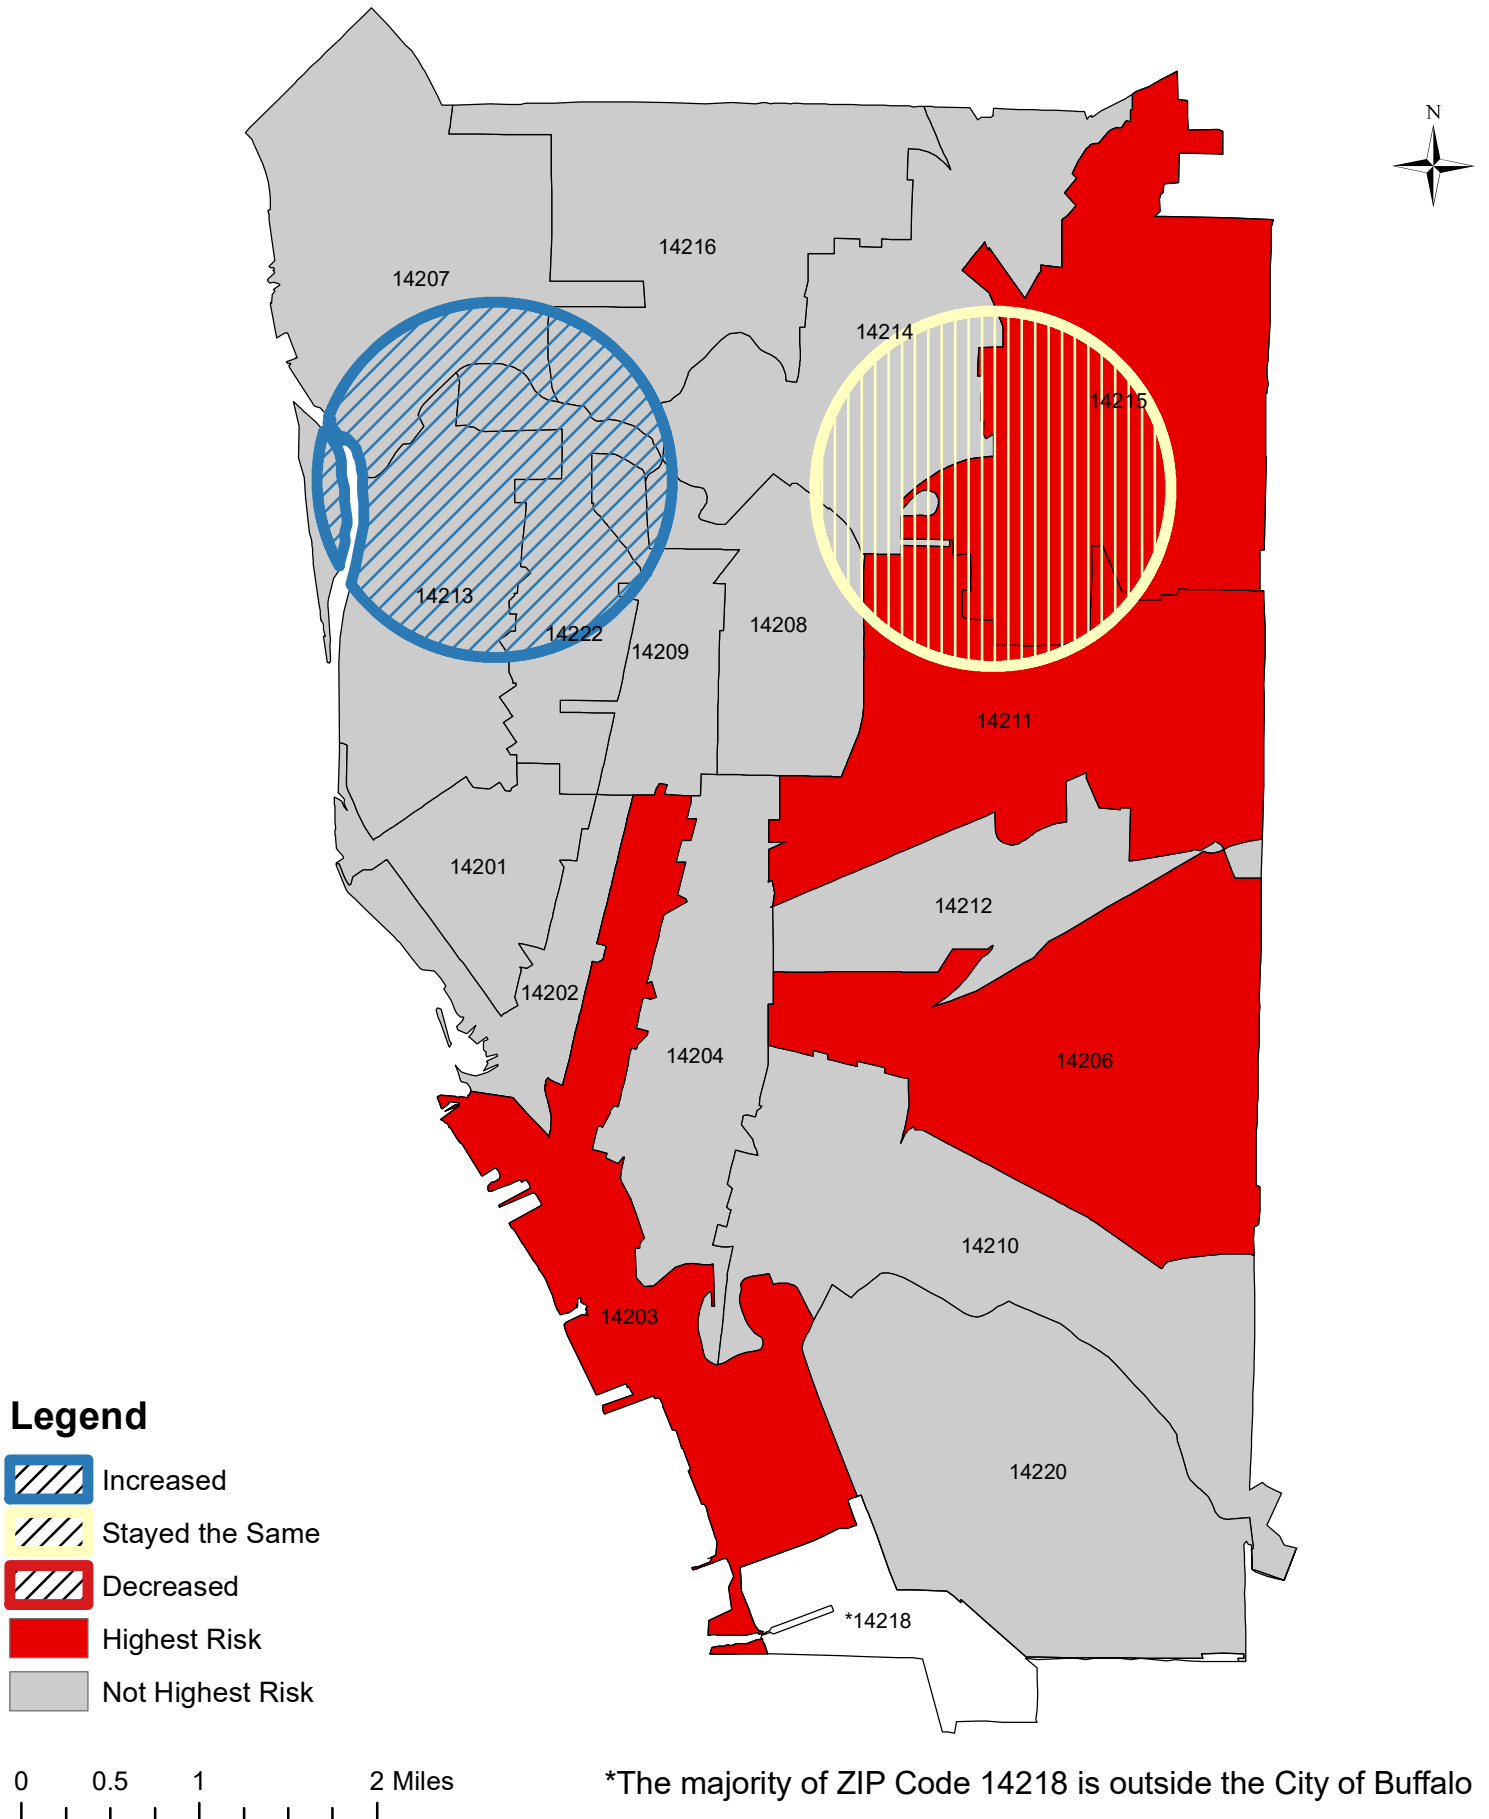 N
14216
14207
14214
14215
14213
14208
14222
14209
14211
14201
14212
14202
14204
14206
14210
14203
Legend
14220
Increased
Stayed the Same
Decreased
*14218
Highest Risk
Not Highest Risk
0 0.5 1 2 Miles
*The majority of ZIP Code 14218 is outside the City of Buffalo